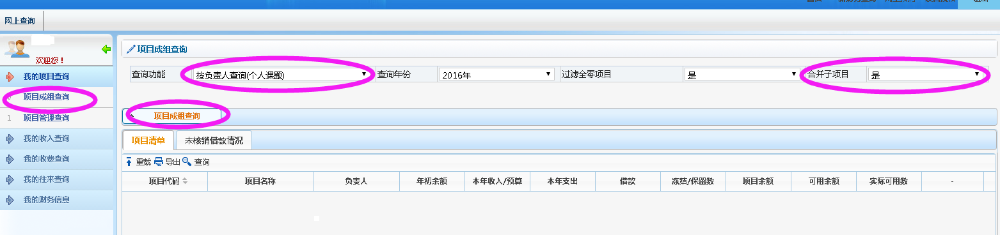 网上查询
欢迎您！
我的项目查询
项目成组查询
1 项目管理查询
我的收入查询
我的收费查询
我的往来查询
我的财务信息
项目成组查询
查询功能 按负责人查询(个人课题) 查询年份 2016年 过滤全零项目 是 合并子项目 是
项目成组查询
项目清单 未核销借款情况
重载 导出 查询
项目代码 项目名称 负责人 年初余额 本年收入/预算 本年支出 借款 冻结/保留数 项目余额 可用余额 实际可用数 -